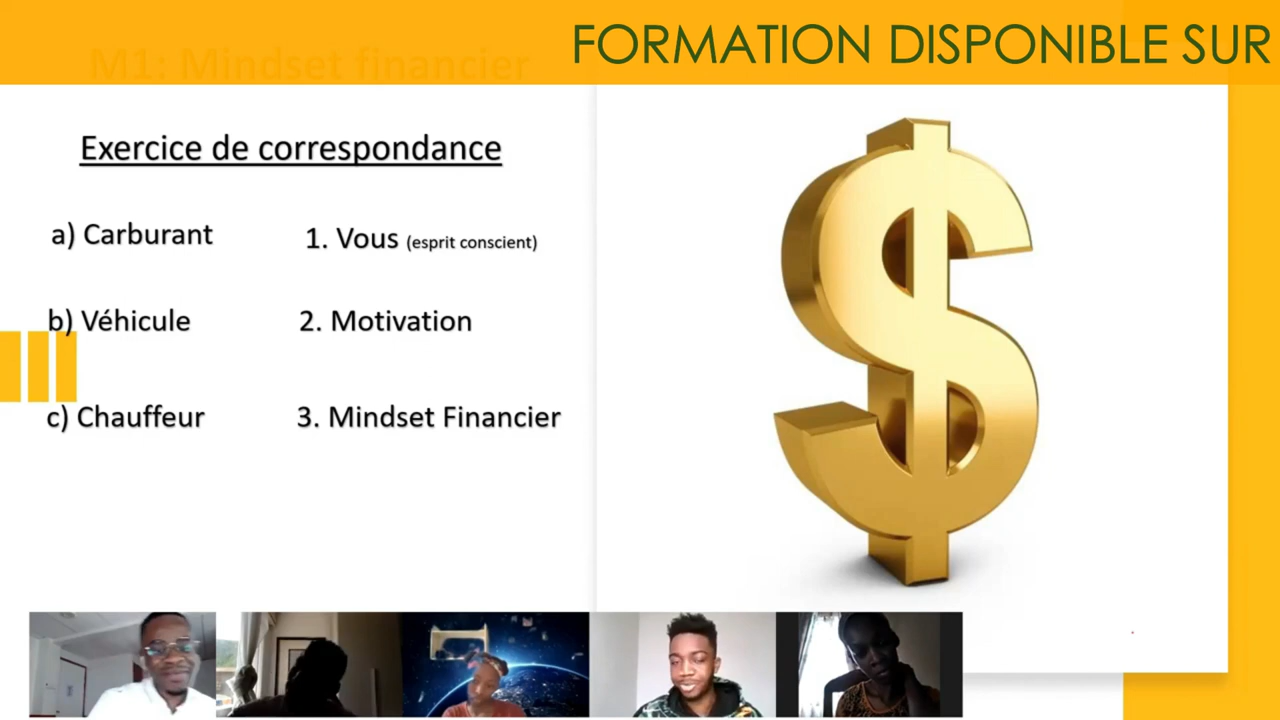 FORMATION DISPONIBLE SUR
M1: Mindset financier
Exercice de correspondance
a) Carburant
1. Vous (esprit conscient)
b) Véhicule
2. Motivation
c) Chauffeur
3. Mindset Financier